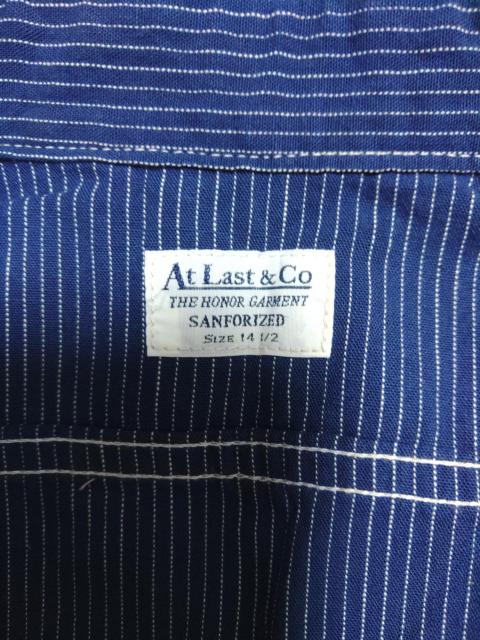 At Last & Co
THE HONOR GARMENT
SANFORIZED
SIZE 14 1/2